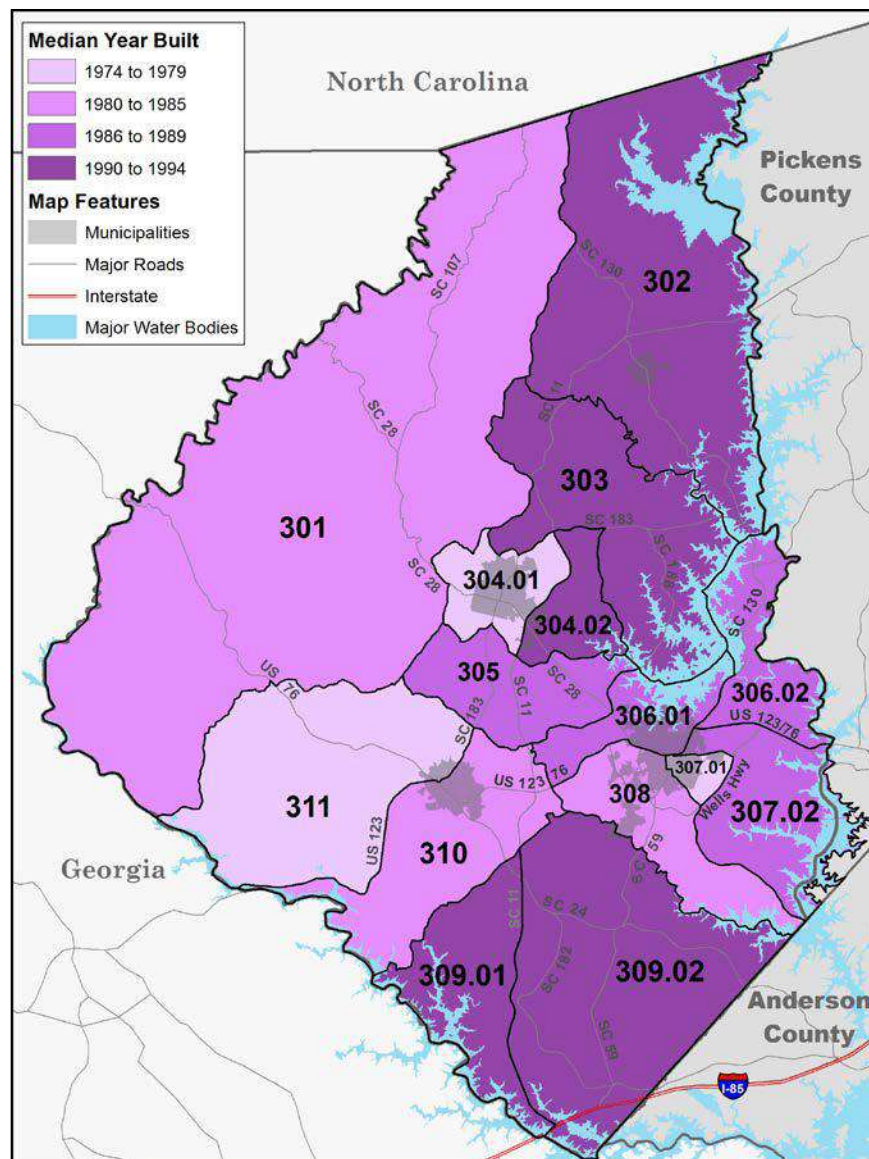 Median Year Built
1974 to 1979
1980 to 1985
1986 to 1989
1990 to 1994
Map Features
Municipalities
Major Roads
Interstate
Major Water Bodies
North Carolina
Pickens
County
SC 107
SC 130
302
SC 11
SC 28
303
SC 183
301
SC 188
304.01
SC 28
304.02
SC 130
305
SC 28
SC 11
306.02
306.01
US 76
SC 183
US 123/76
307.01
US 123 76
308
Wells Hwy
307.02
311
US 123
310
SC 59
Georgia
SC 11
SC 24
309.01
309.02
SC 182
Anderson
County
SC 59
I-85